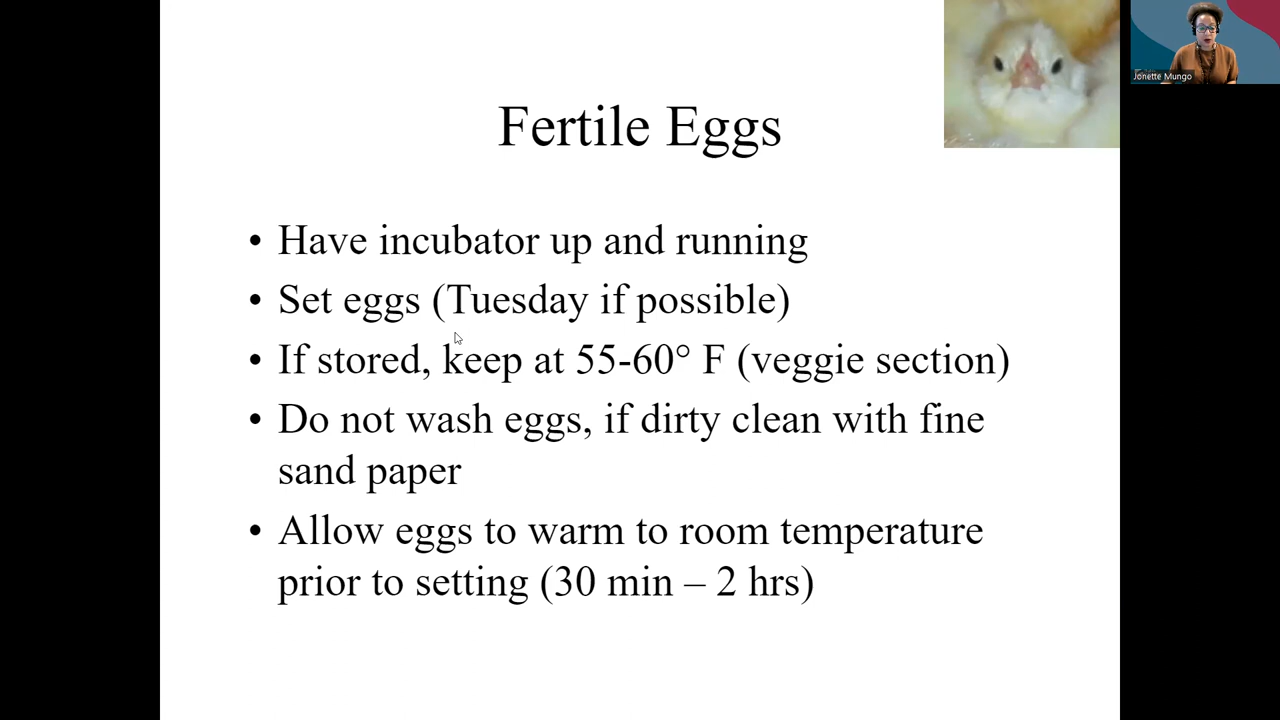 Jonette Mungo
Fertile Eggs
• Have incubator up and running
• Set eggs (Tuesday if possible)
• If stored, keep at 55-60° F (veggie section)
• Do not wash eggs, if dirty clean with fine
sand paper
• Allow eggs to warm to room temperature
prior to setting (30 min – 2 hrs)